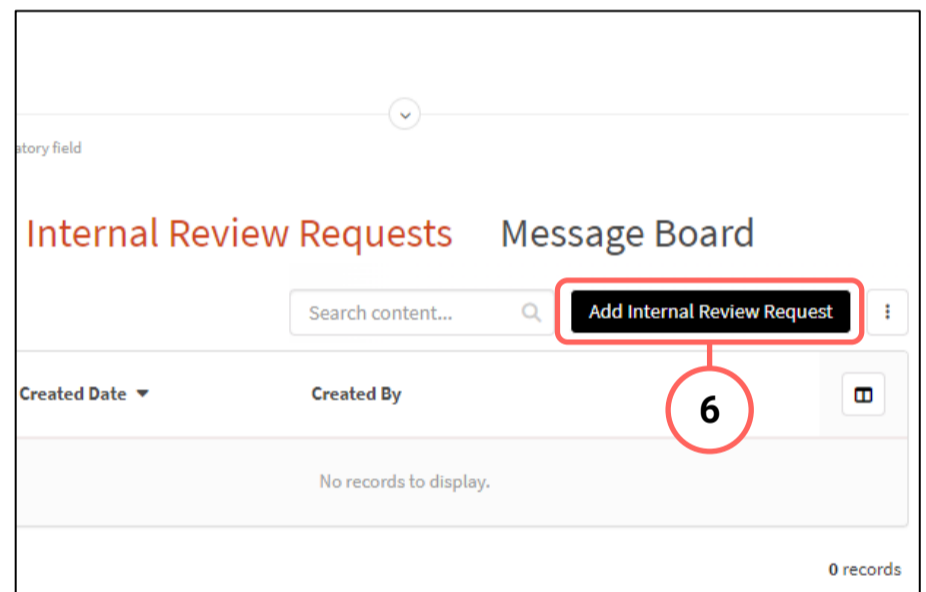 atory field
Internal Review Requests Message Board
Search content... Add Internal Review Request
Created Date Created By
6
No records to display.
0 records